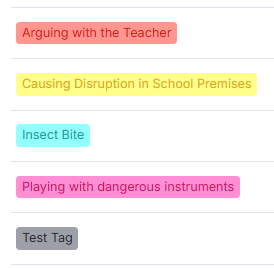 Arguing with the Teacher
Causing Disruption in School Premises
Insect Bite
Playing with dangerous instruments
Test Tag